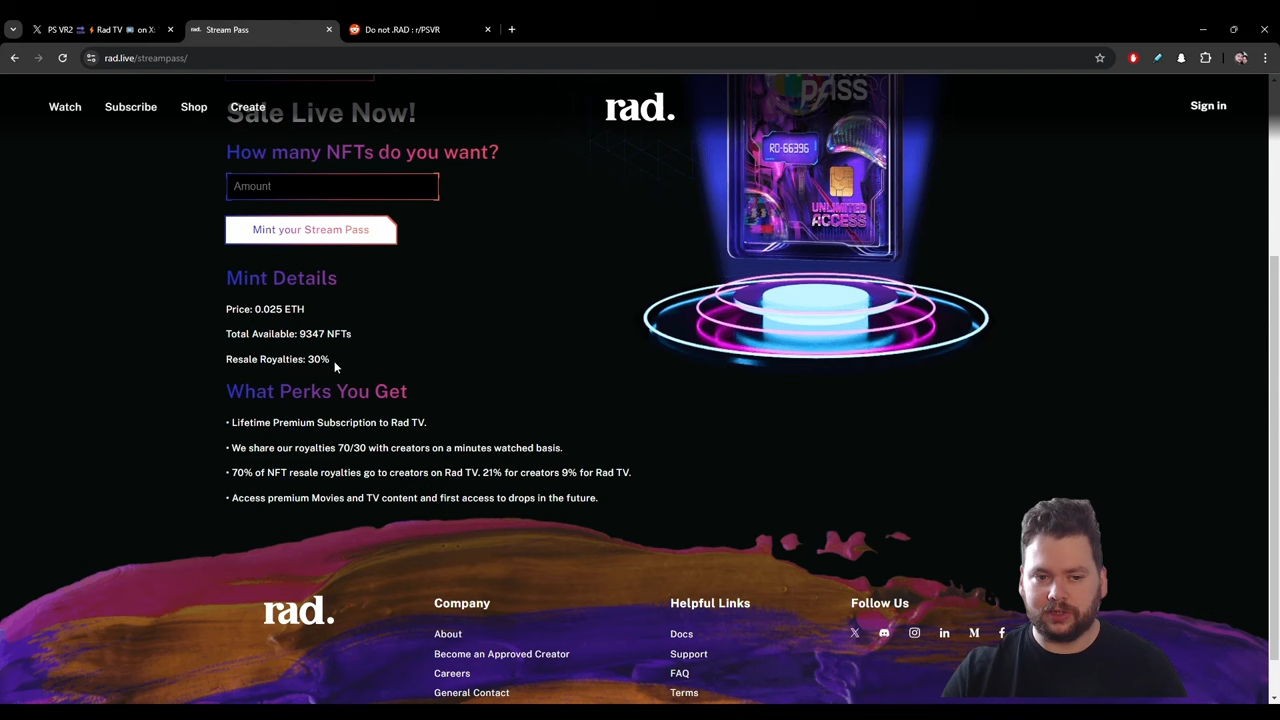 PS VR2 Rad TV on X:
Stream Pass
Do not .RAD : r/PSVR
rad.live/streampass/
Watch
Subscribe
Shop
Create
rad.
Sign in
Sale Live Now!
How many NFTs do you want?
Amount
Mint your Stream Pass
Mint Details
Price: 0.025 ETH
Total Available: 9347 NFTs
Resale Royalties: 30%
What Perks You Get
• Lifetime Premium Subscription to Rad TV.
• We share our royalties 70/30 with creators on a minutes watched basis.
• 70% of NFT resale royalties go to creators on Rad TV. 21% for creators 9% for Rad TV.
• Access premium Movies and TV content and first access to drops in the future.
PASS
RO-66396
UNLIMITED
ACCESS
rad.
Company
About
Become an Approved Creator
Careers
General Contact
Helpful Links
Docs
Support
FAQ
Terms
Follow Us